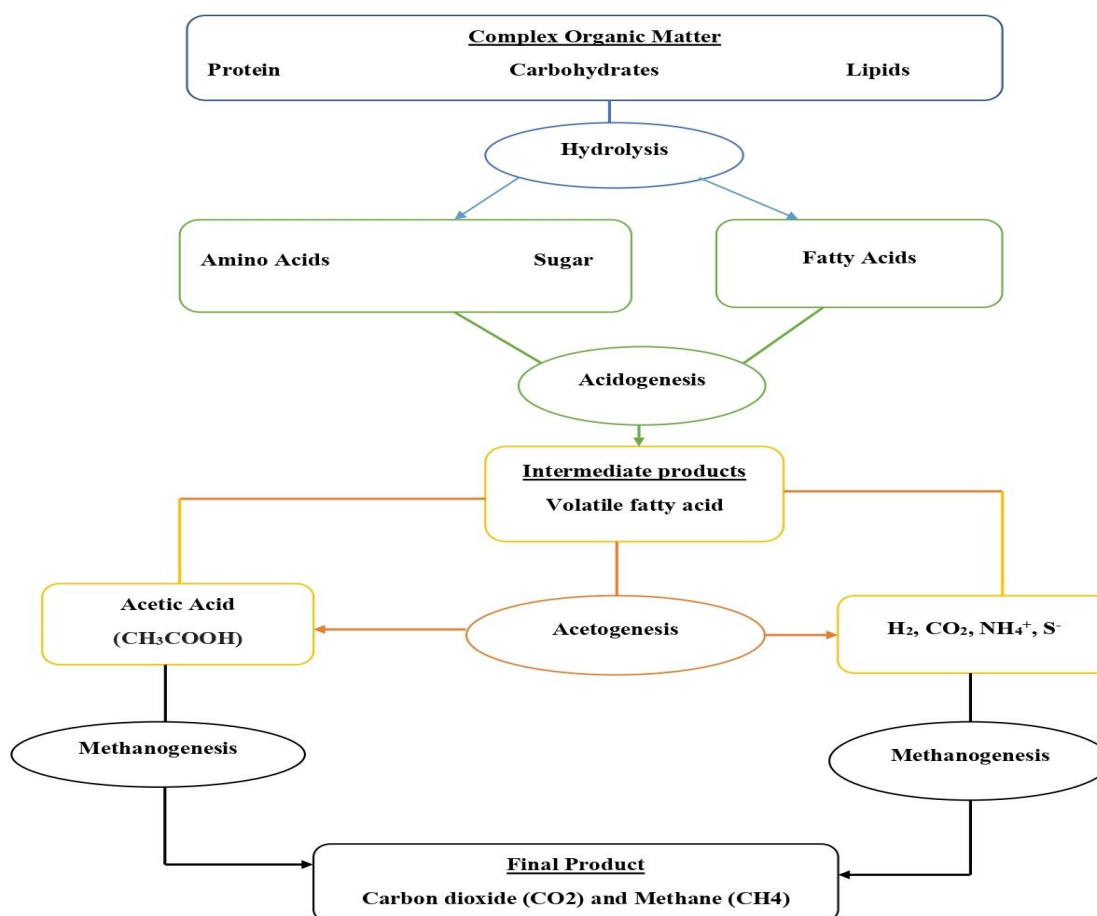 Complex Organic Matter
Protein Carbohydrates Lipids
Hydrolysis
Amino Acids Sugar Fatty Acids
Acidogenesis
Intermediate products
Volatile fatty acid
Acetic Acid
(CH₃COOH)
Acetogenesis
H₂, CO₂, NH₄⁺, S⁻
Methanogenesis
Methanogenesis
Final Product
Carbon dioxide (CO2) and Methane (CH4)